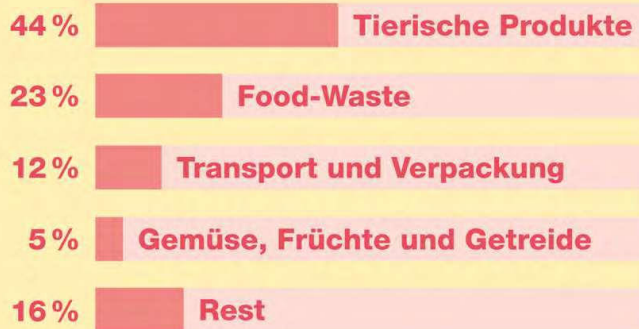 44 % Tierische Produkte
23 % Food-Waste
12 % Transport und Verpackung
5 % Gemüse, Früchte und Getreide
16 % Rest